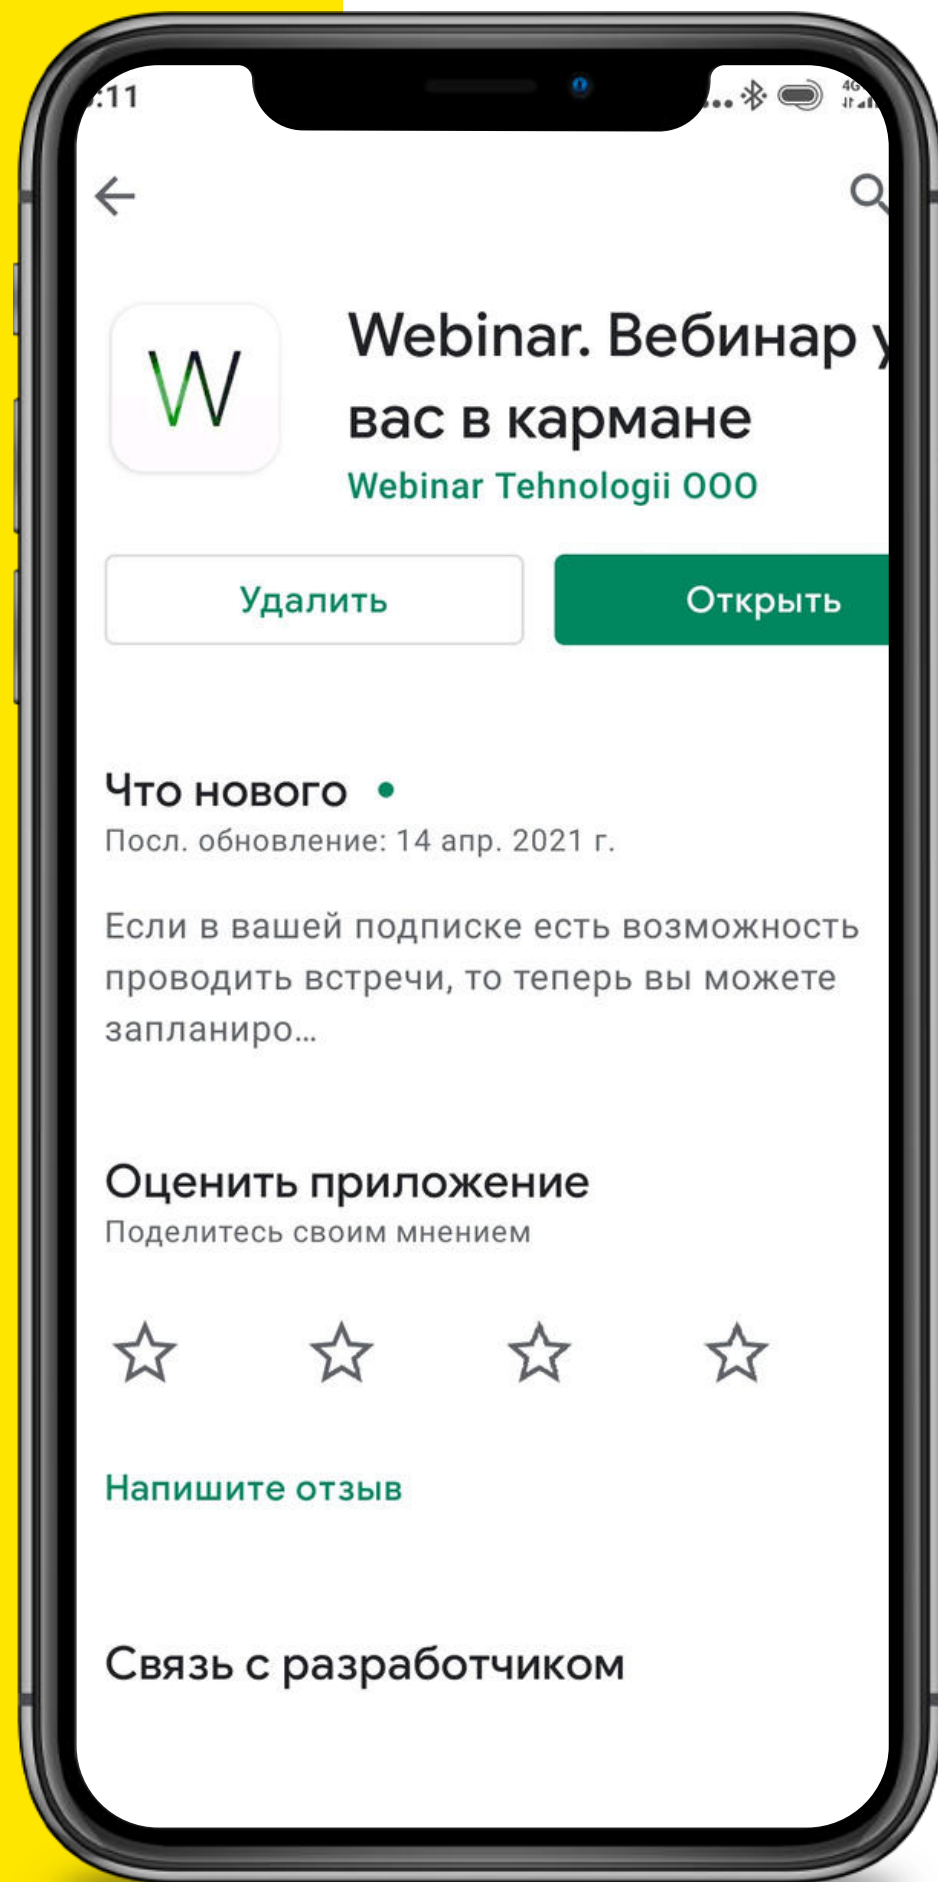 :11
4G
W
Webinar. Вебинар у
вас в кармане
Webinar Tehnologii OOO
Удалить
Открыть
Что нового
Посл. обновление: 14 апр. 2021 г.
Если в вашей подписке есть возможность
проводить встречи, то теперь вы можете
запланиро...
Оценить приложение
Поделитесь своим мнением
Напишите отзыв
Связь с разработчиком